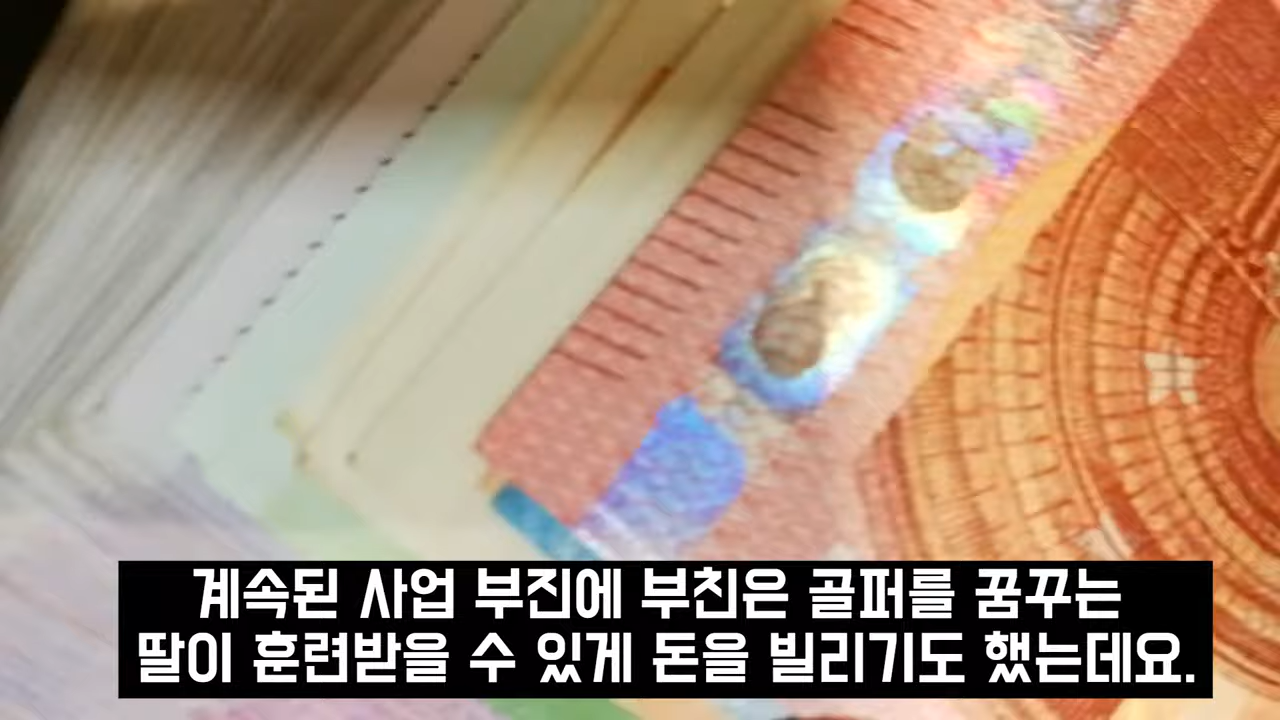 계속된 사업 부진에 부친은 골퍼를 꿈꾸는
딸이 훈련받을 수 있게 돈을 빌리기도 했는데요.